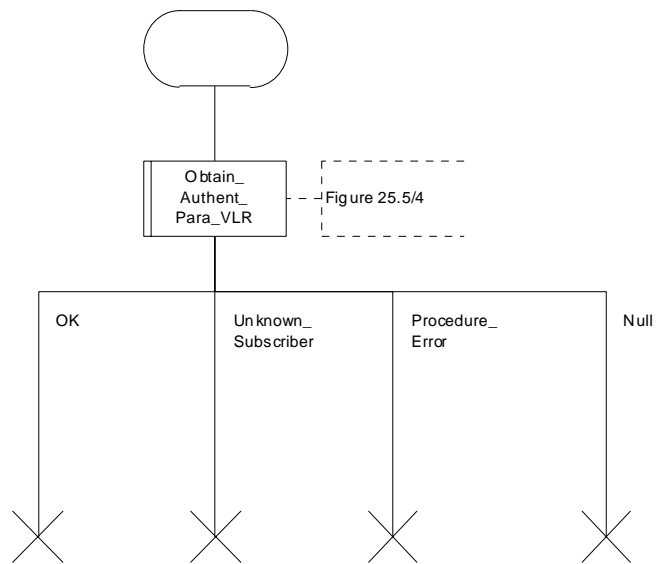 Obtain_
Authent_
Para_VLR
Figure 25.5/4
OK
Unknown_
Subscriber
Procedure_
Error
Null